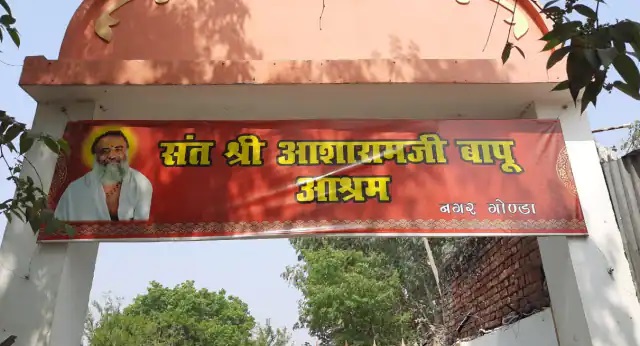 संत श्री आशारामजी बापू
आश्रम
नगर गोण्डा